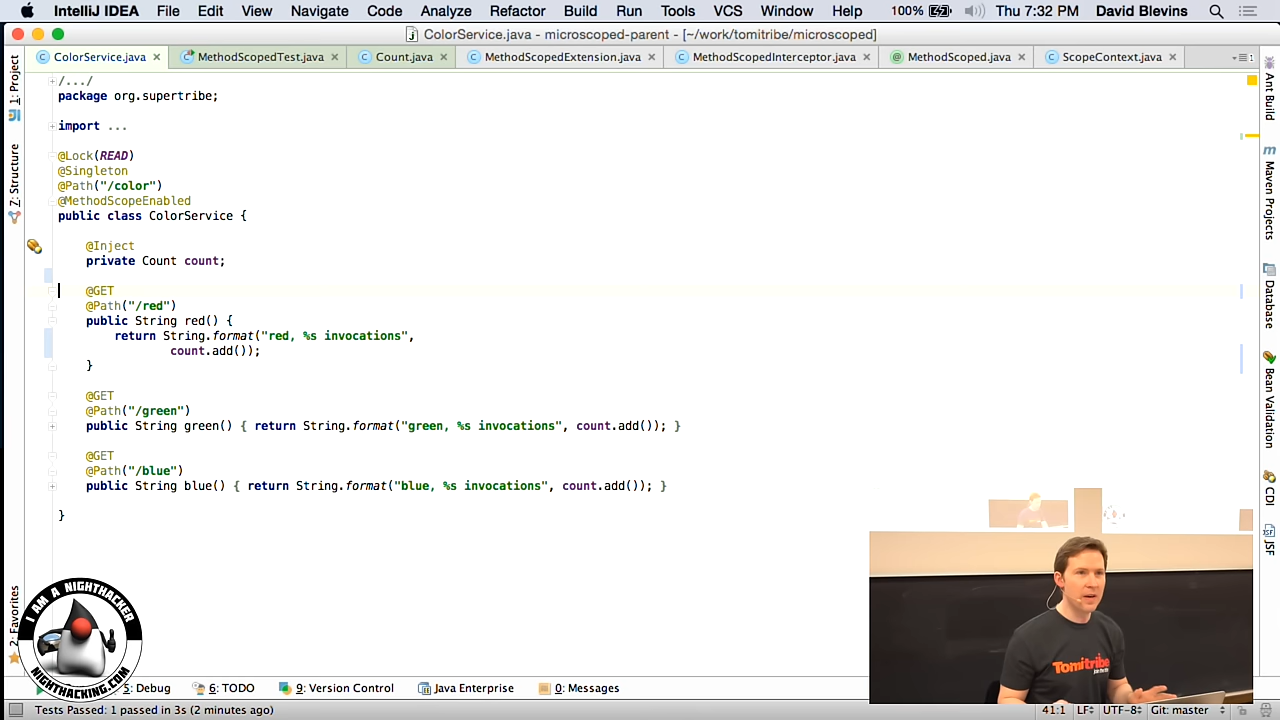 IntelliJ IDEA File Edit View Navigate Code Analyze Refactor Build Run Tools VCS Window Help 100% Thu 7:32 PM David Blevins
ColorService.java - microscoped-parent - [~/work/tomitribe/microscoped]
ColorService.java MethodScopedTest.java Count.java MethodScopedExtension.java MethodScopedInterceptor.java MethodScoped.java ScopeContext.java
1: Project
Z: Structure
2: Favorites
/.../
package org.supertribe;
import ...
@Lock(READ)
@Singleton
@Path("/color")
@MethodScopeEnabled
public class ColorService {
@Inject
private Count count;
@GET
@Path("/red")
public String red() {
return String.format("red, %s invocations",
count.add());
}
@GET
@Path("/green")
public String green() { return String.format("green, %s invocations", count.add()); }
@GET
@Path("/blue")
public String blue() { return String.format("blue, %s invocations", count.add()); }
}
Ant Build
Maven Projects
Database
Bean Validation
CDI
JSF
I AM A NIGHTHACKER
NIGHTHACKING.COM
Tomitribe
5: Debug 6: TODO 9: Version Control Java Enterprise 0: Messages
Tests Passed: 1 passed in 3s (2 minutes ago) 41:1 LF UTF-8 Git: master